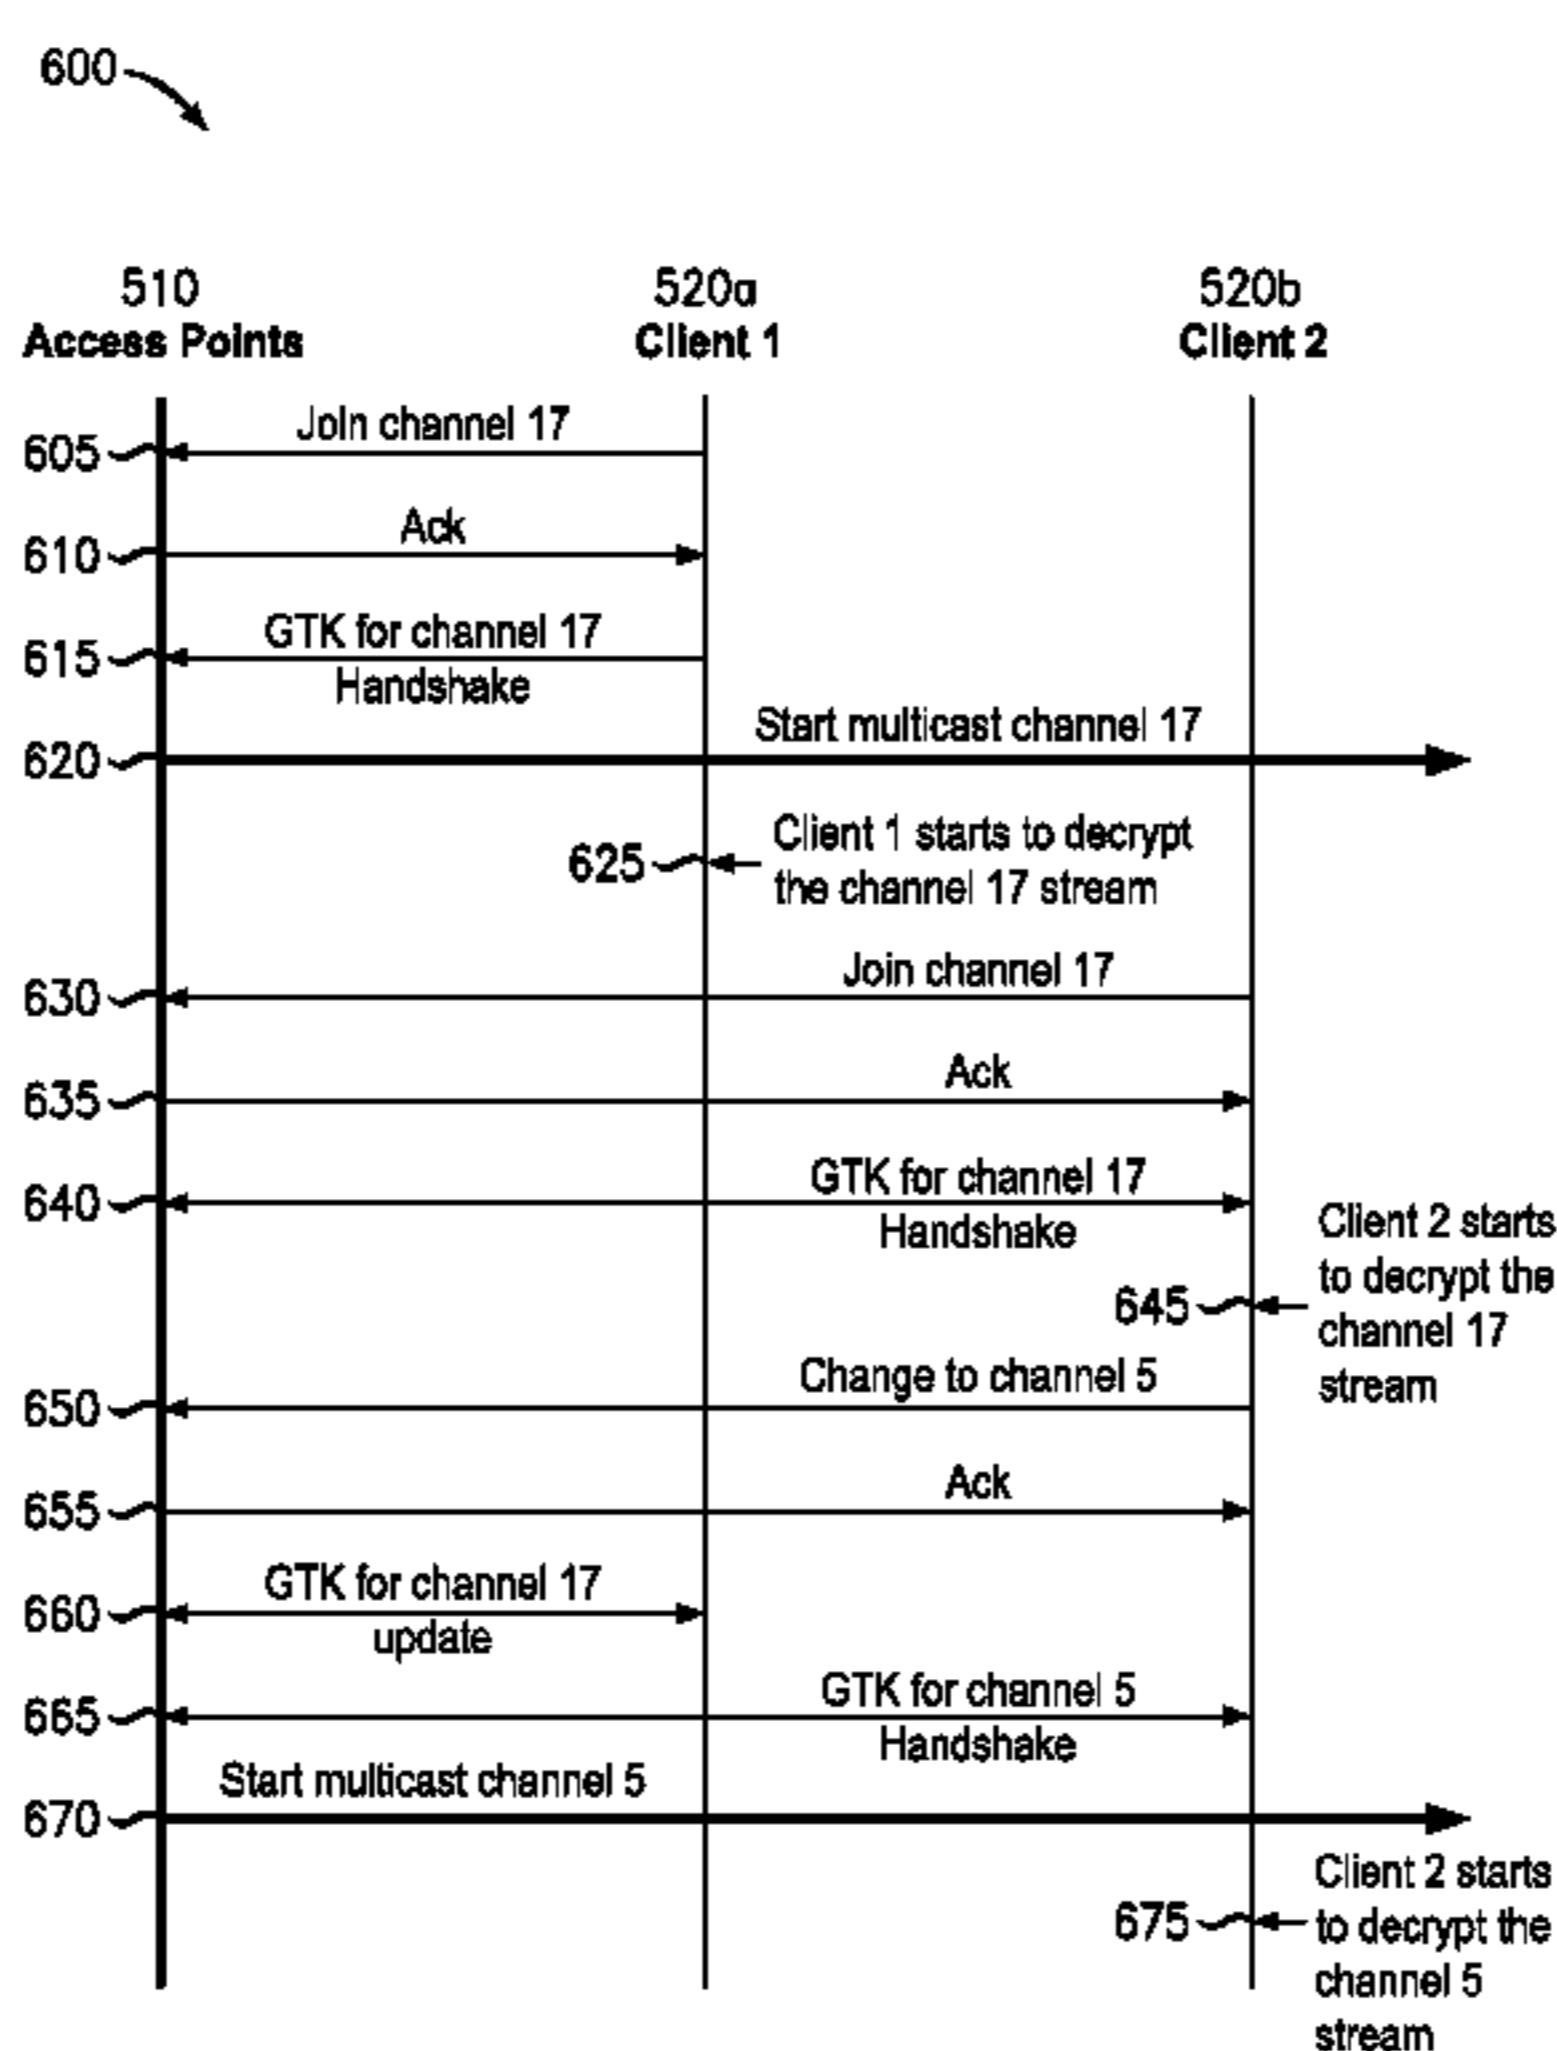 600
510
Access Points
520a
Client 1
520b
Client 2
605
Join channel 17
610
Ack
615
GTK for channel 17
Handshake
620
Start multicast channel 17
625
Client 1 starts to decrypt
the channel 17 stream
630
Join channel 17
635
Ack
640
GTK for channel 17
Handshake
645
Client 2 starts
to decrypt the
channel 17
stream
650
Change to channel 5
655
Ack
660
GTK for channel 17
update
665
GTK for channel 5
Handshake
670
Start multicast channel 5
675
Client 2 starts
to decrypt the
channel 5
stream